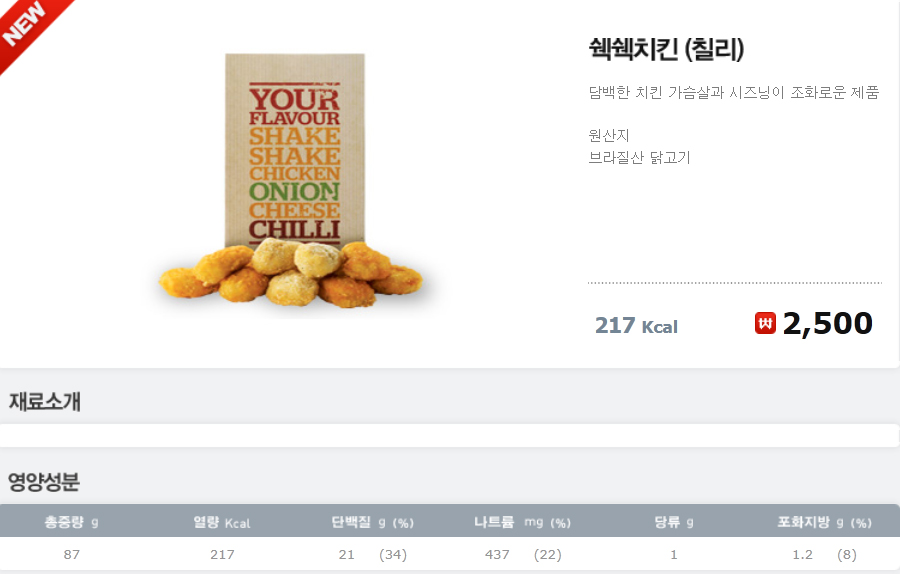 NEW
YOUR
FLAVOUR
SHAKE
SHAKE
CHICKEN
ONION
CHEESE
CHILLI
쉑쉑치킨 (칠리)
담백한 치킨 가슴살과 시즈닝이 조화로운 제품
원산지
브라질산 닭고기
217 Kcal
₩ 2,500
재료소개
영양성분
총중량 g 열량 Kcal 단백질 g (%) 나트륨 mg (%) 당류 g 포화지방 g (%)
87 217 21 (34) 437 (22) 1 1.2 (8)